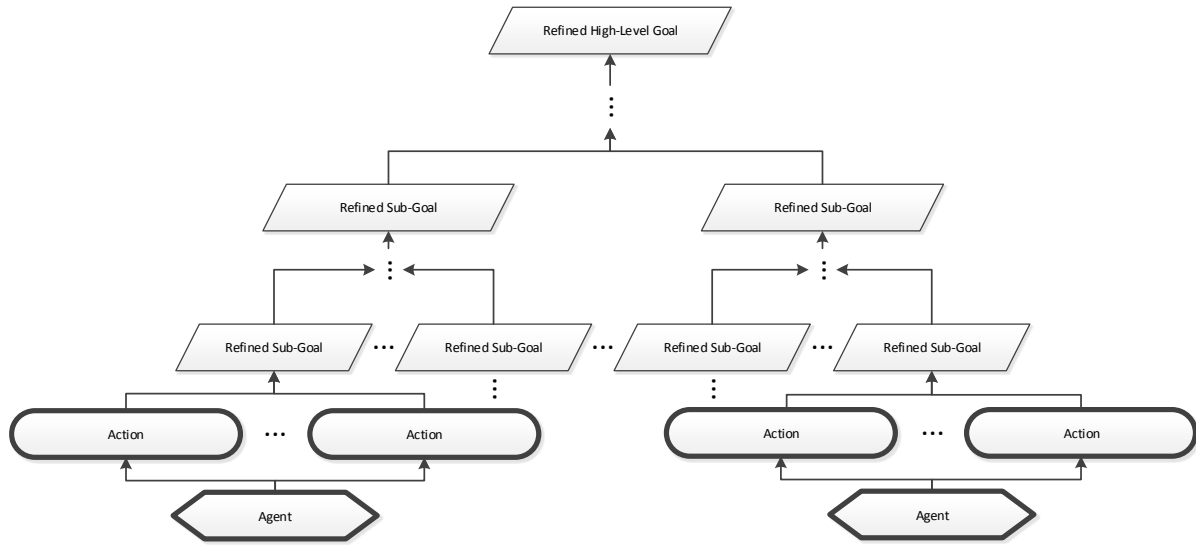 Refined High-Level Goal
Refined Sub-Goal
Refined Sub-Goal
Refined Sub-Goal
Refined Sub-Goal
Refined Sub-Goal
Refined Sub-Goal
Action
Action
Action
Action
Agent
Agent